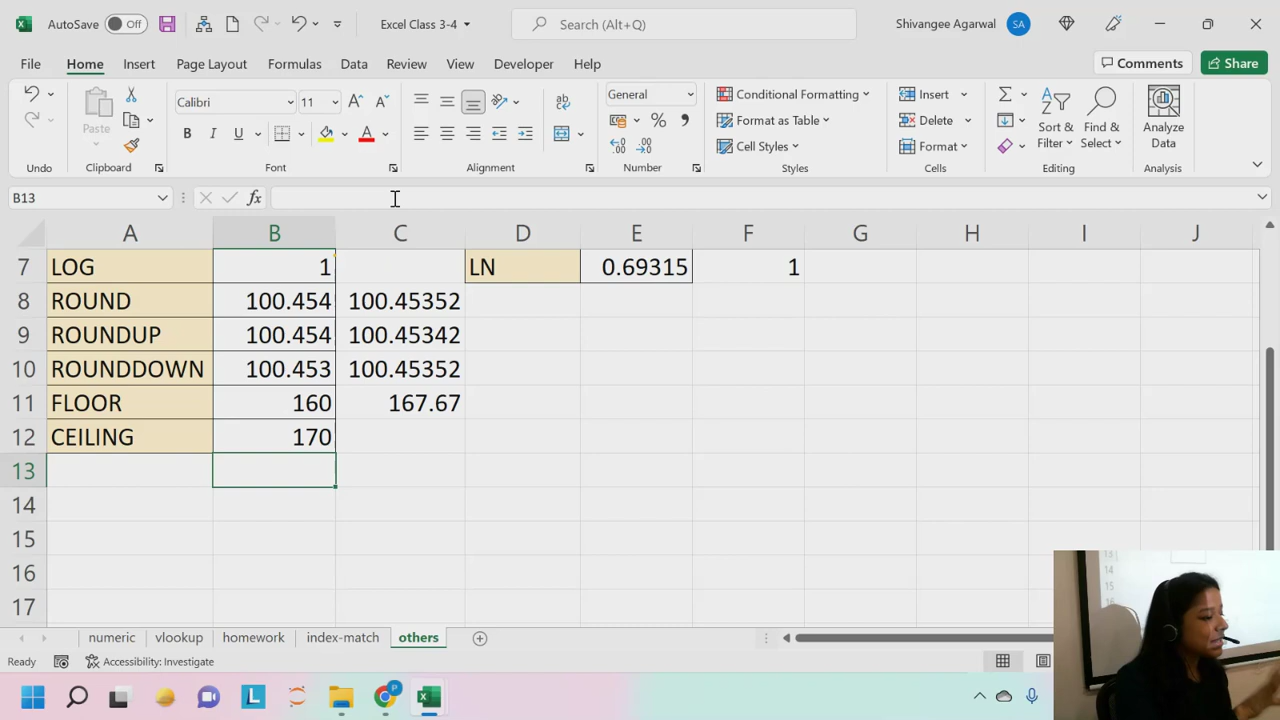 AutoSave Off Excel Class 3-4 Search (Alt+Q) Shivangee Agarwal SA
File Home Insert Page Layout Formulas Data Review View Developer Help Comments Share
Paste Calibri 11 General Conditional Formatting Insert
B I U Format as Table Delete Sort & Find & Analyze
Cell Styles Format Filter Select Data
Undo Clipboard Font Alignment Number Styles Cells Editing Analysis
B13 fx
A B C D E F G H I J
7 LOG 1 LN 0.69315 1
8 ROUND 100.454 100.45352
9 ROUNDUP 100.454 100.45342
10 ROUNDDOWN 100.453 100.45352
11 FLOOR 160 167.67
12 CEILING 170
13
14
15
16
17
numeric vlookup homework index-match others
Ready Accessibility: Investigate